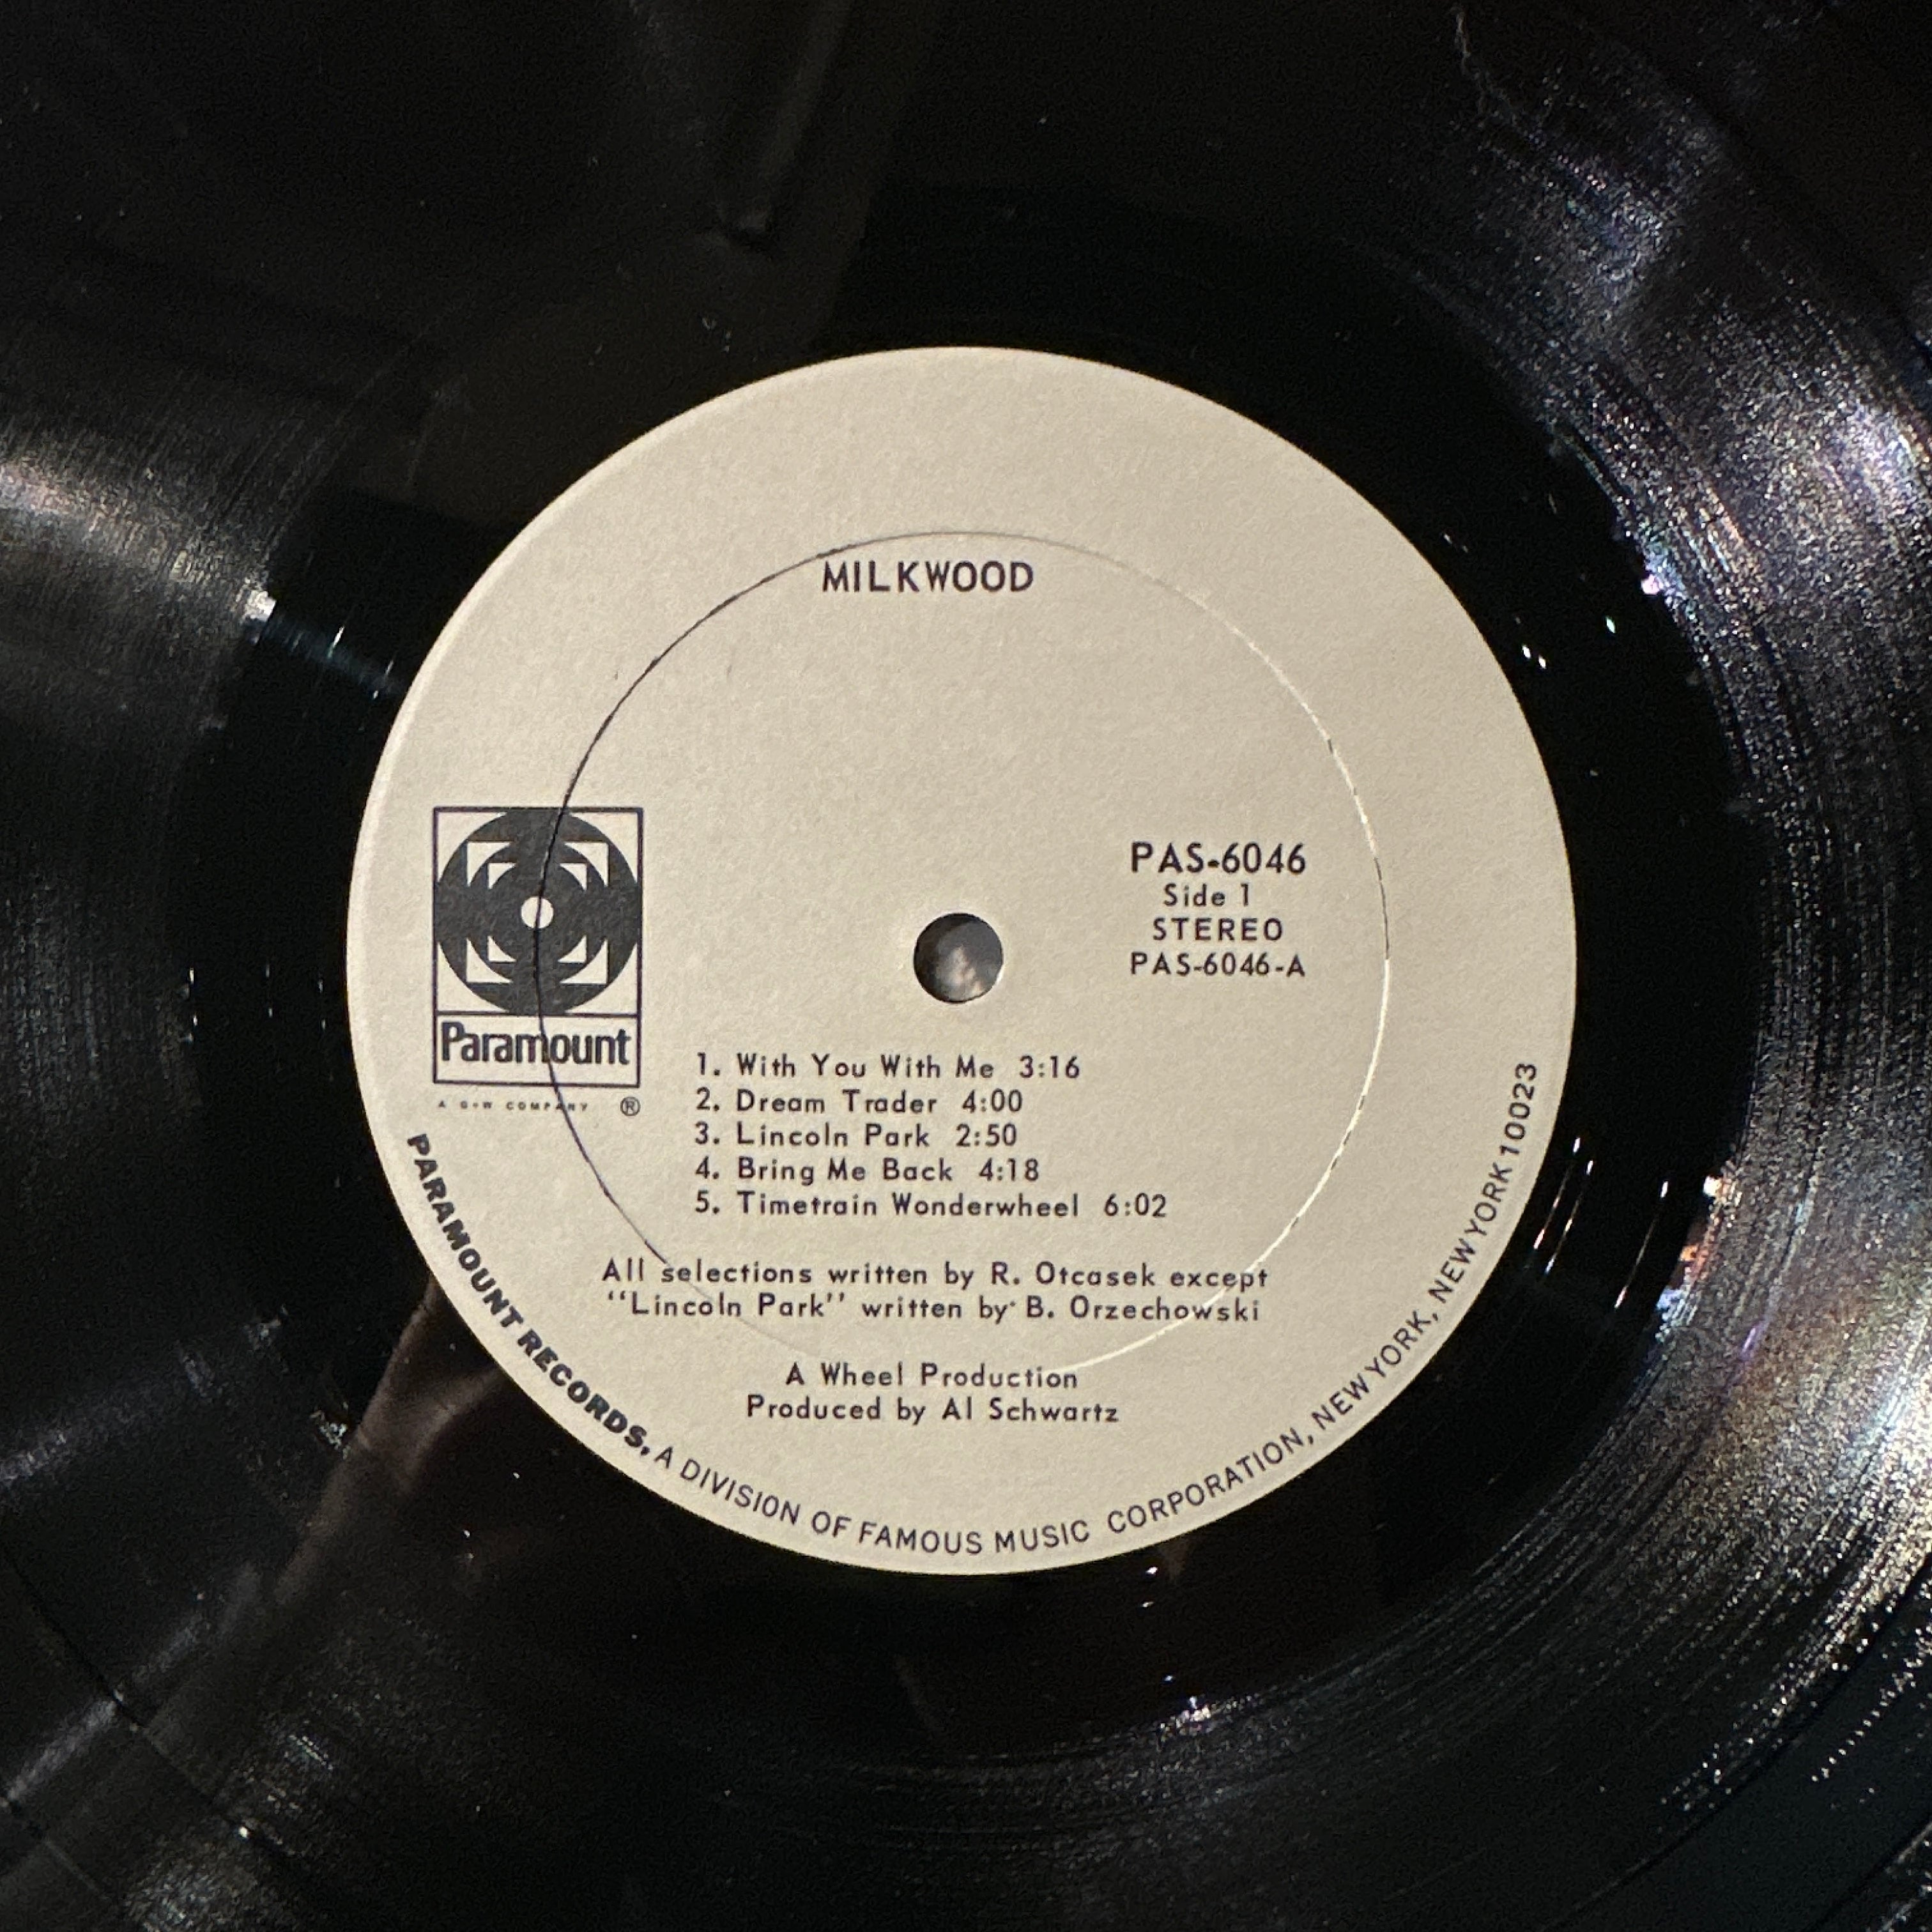 MILKWOOD
PAS-6046
Side 1
STEREO
PAS-6046-A
Paramount
A G+W COMPANY ®
1. With You With Me 3:16
2. Dream Trader 4:00
3. Lincoln Park 2:50
4. Bring Me Back 4:18
5. Timetrain Wonderwheel 6:02
All selections written by R. Otcasek except
"Lincoln Park" written by B. Orzechowski
A Wheel Production
Produced by Al Schwartz
PARAMOUNT RECORDS, A DIVISION OF FAMOUS MUSIC CORPORATION, NEW YORK, NEW YORK 10023